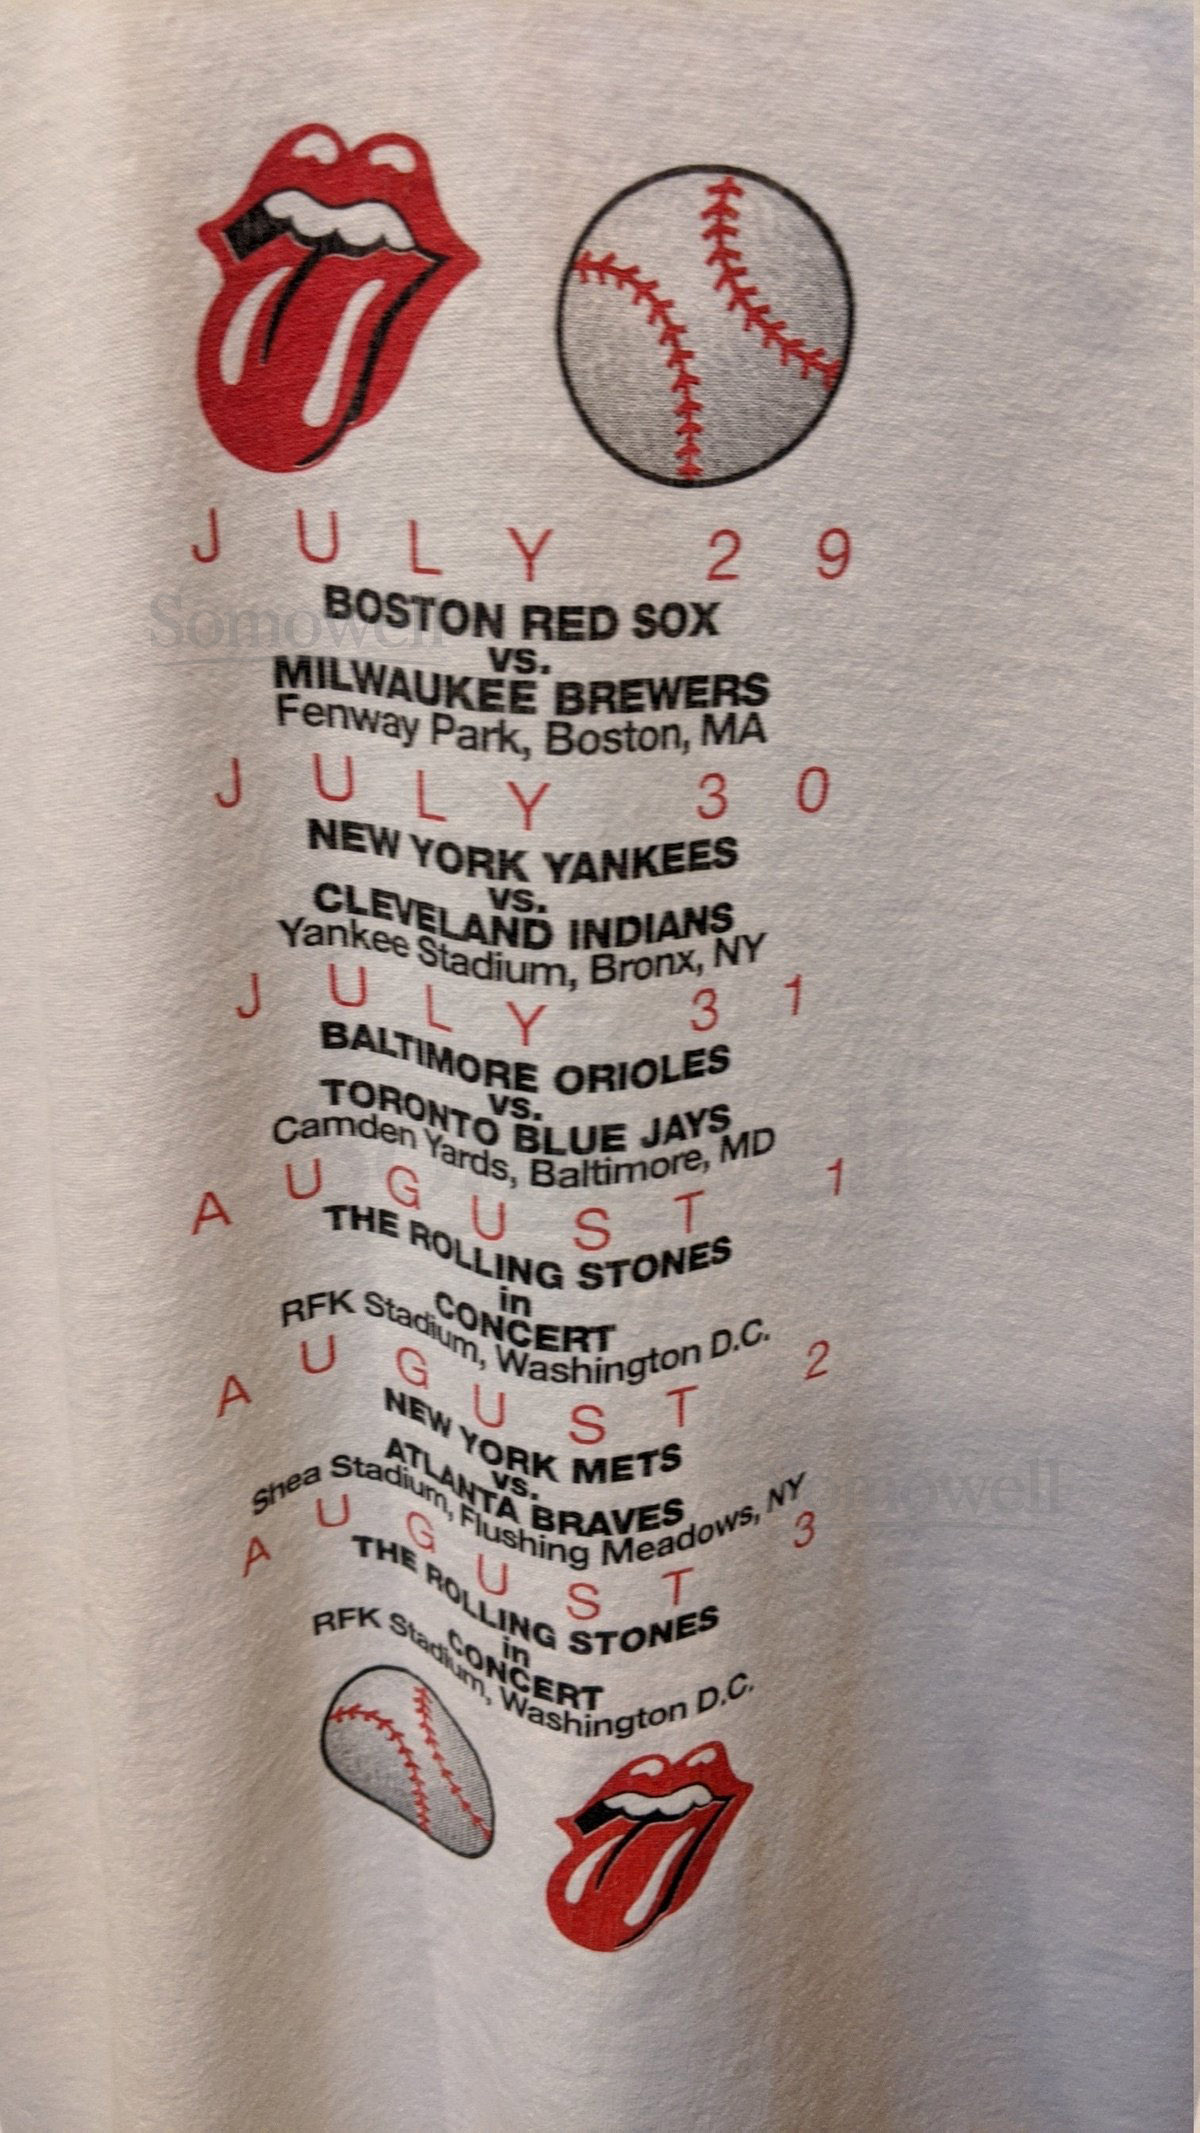 JULY 29
BOSTON RED SOX
vs.
MILWAUKEE BREWERS
Fenway Park, Boston, MA
JULY 30
NEW YORK YANKEES
vs.
CLEVELAND INDIANS
Yankee Stadium, Bronx, NY
JULY 31
BALTIMORE ORIOLES
vs.
TORONTO BLUE JAYS
Camden Yards, Baltimore, MD
AUGUST 1
THE ROLLING STONES
in
CONCERT
RFK Stadium, Washington D.C.
AUGUST 2
NEW YORK METS
vs.
ATLANTA BRAVES
Shea Stadium, Flushing Meadows, NY
AUGUST 3
THE ROLLING STONES
in
CONCERT
RFK Stadium, Washington D.C.
Somowell